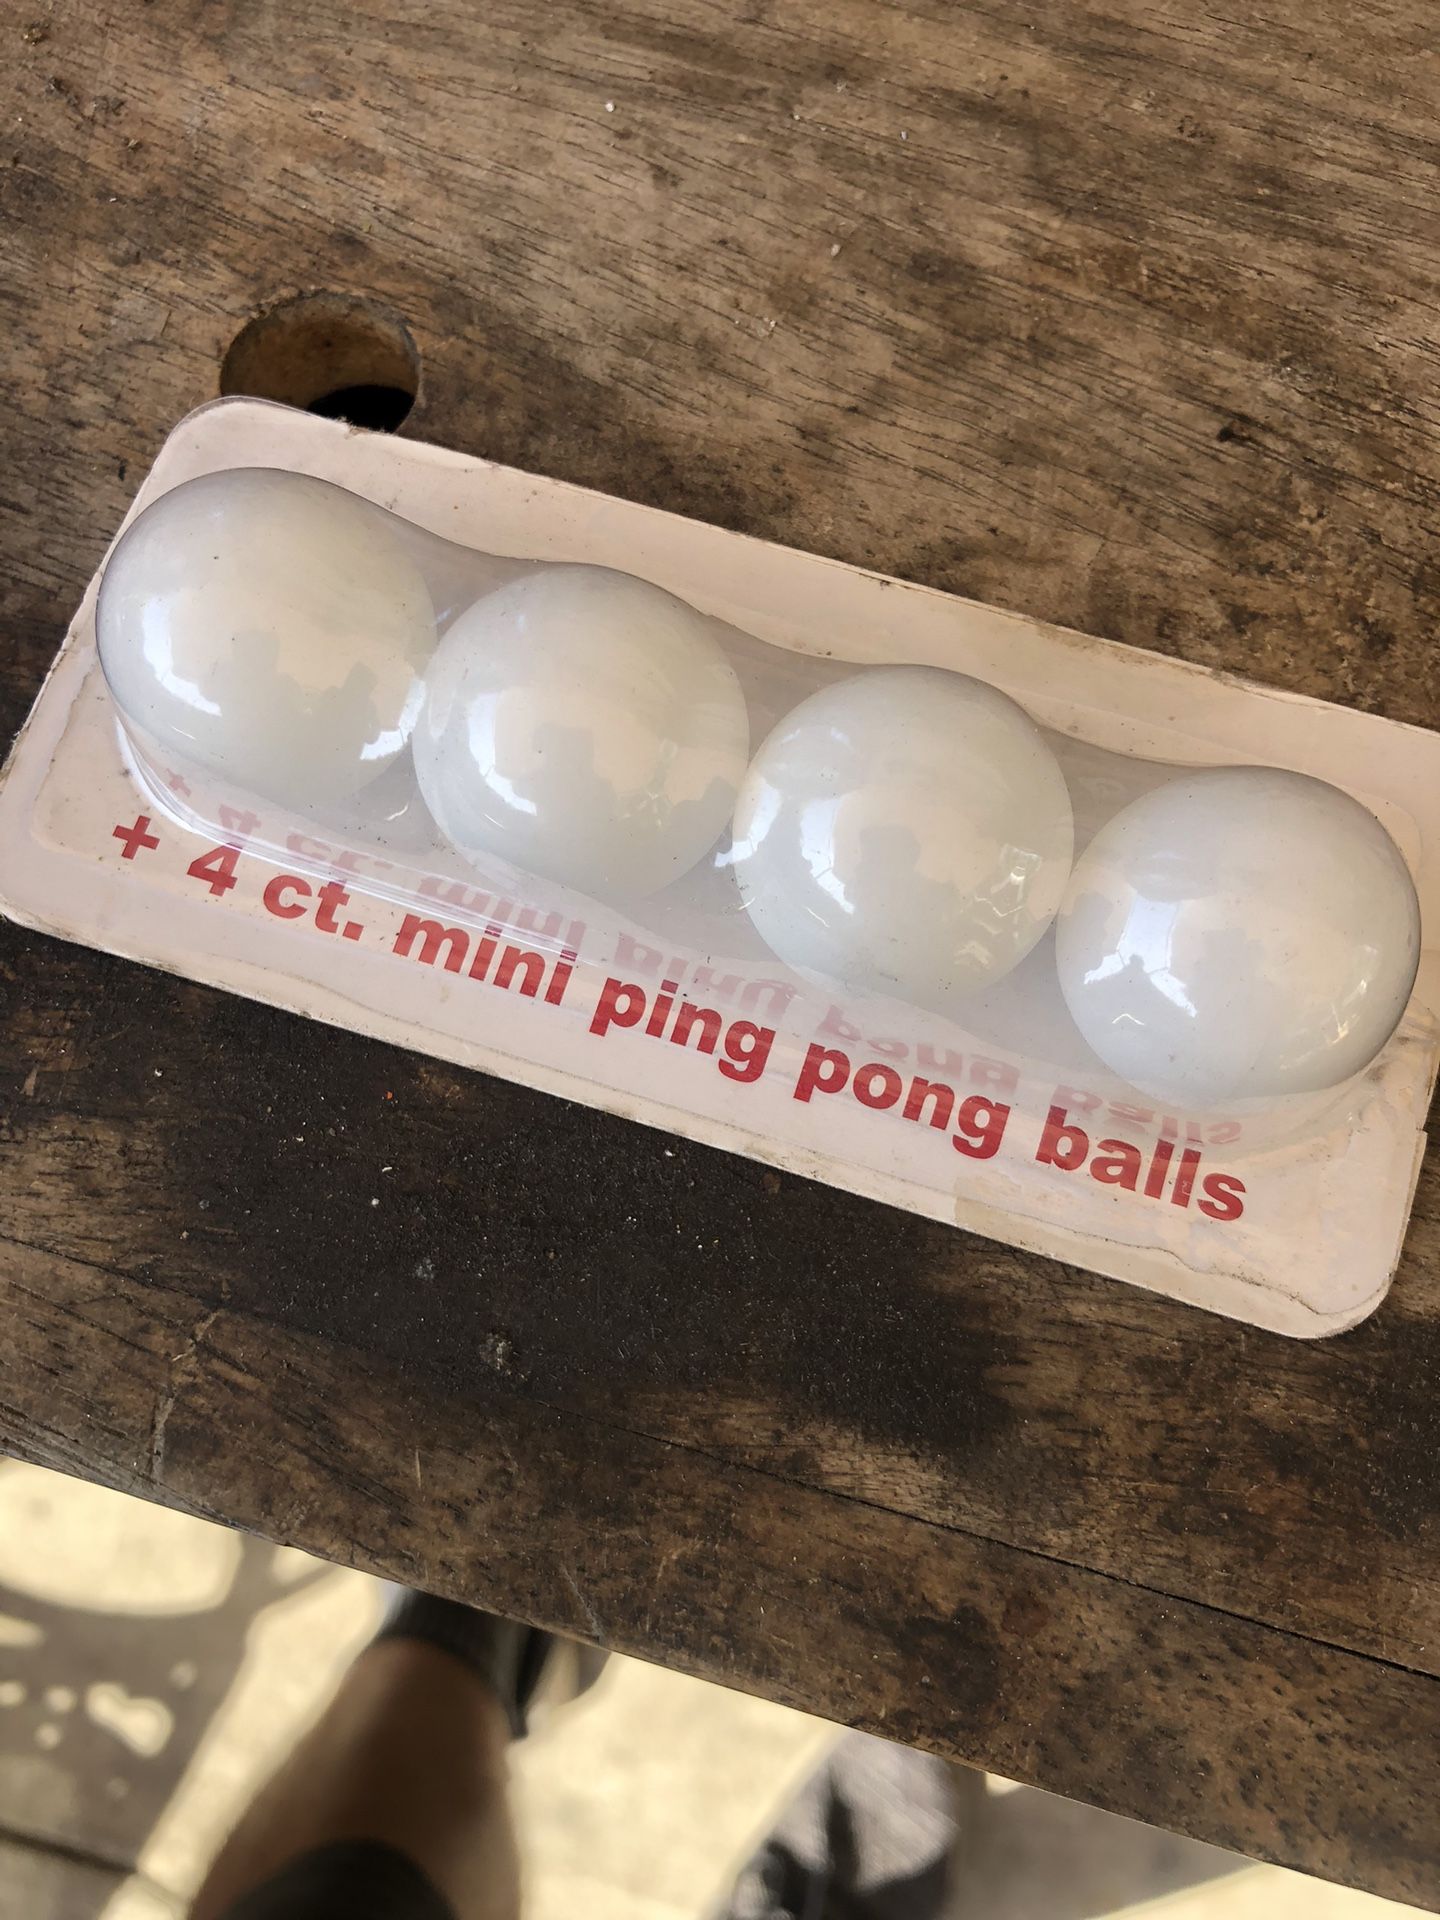 + 4 ct. mini ping pong balls